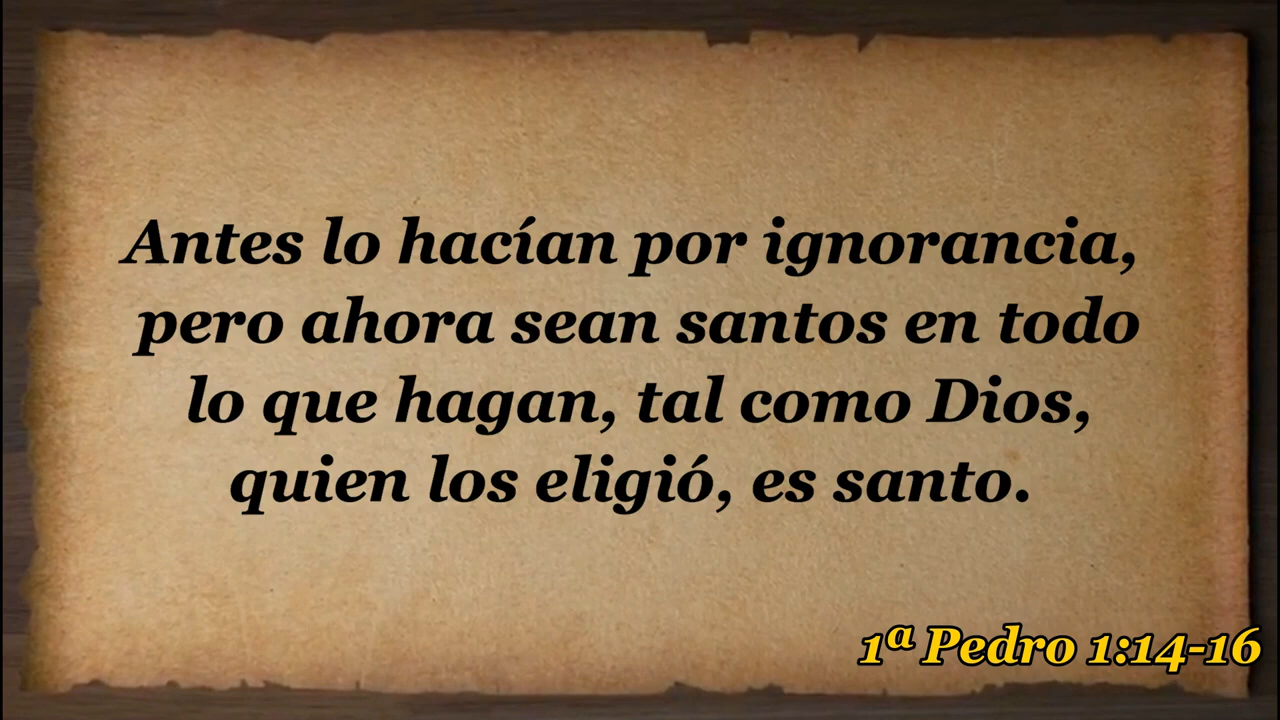 Antes lo hacían por ignorancia,
pero ahora sean santos en todo
lo que hagan, tal como Dios,
quien los eligió, es santo.
1ª Pedro 1:14-16